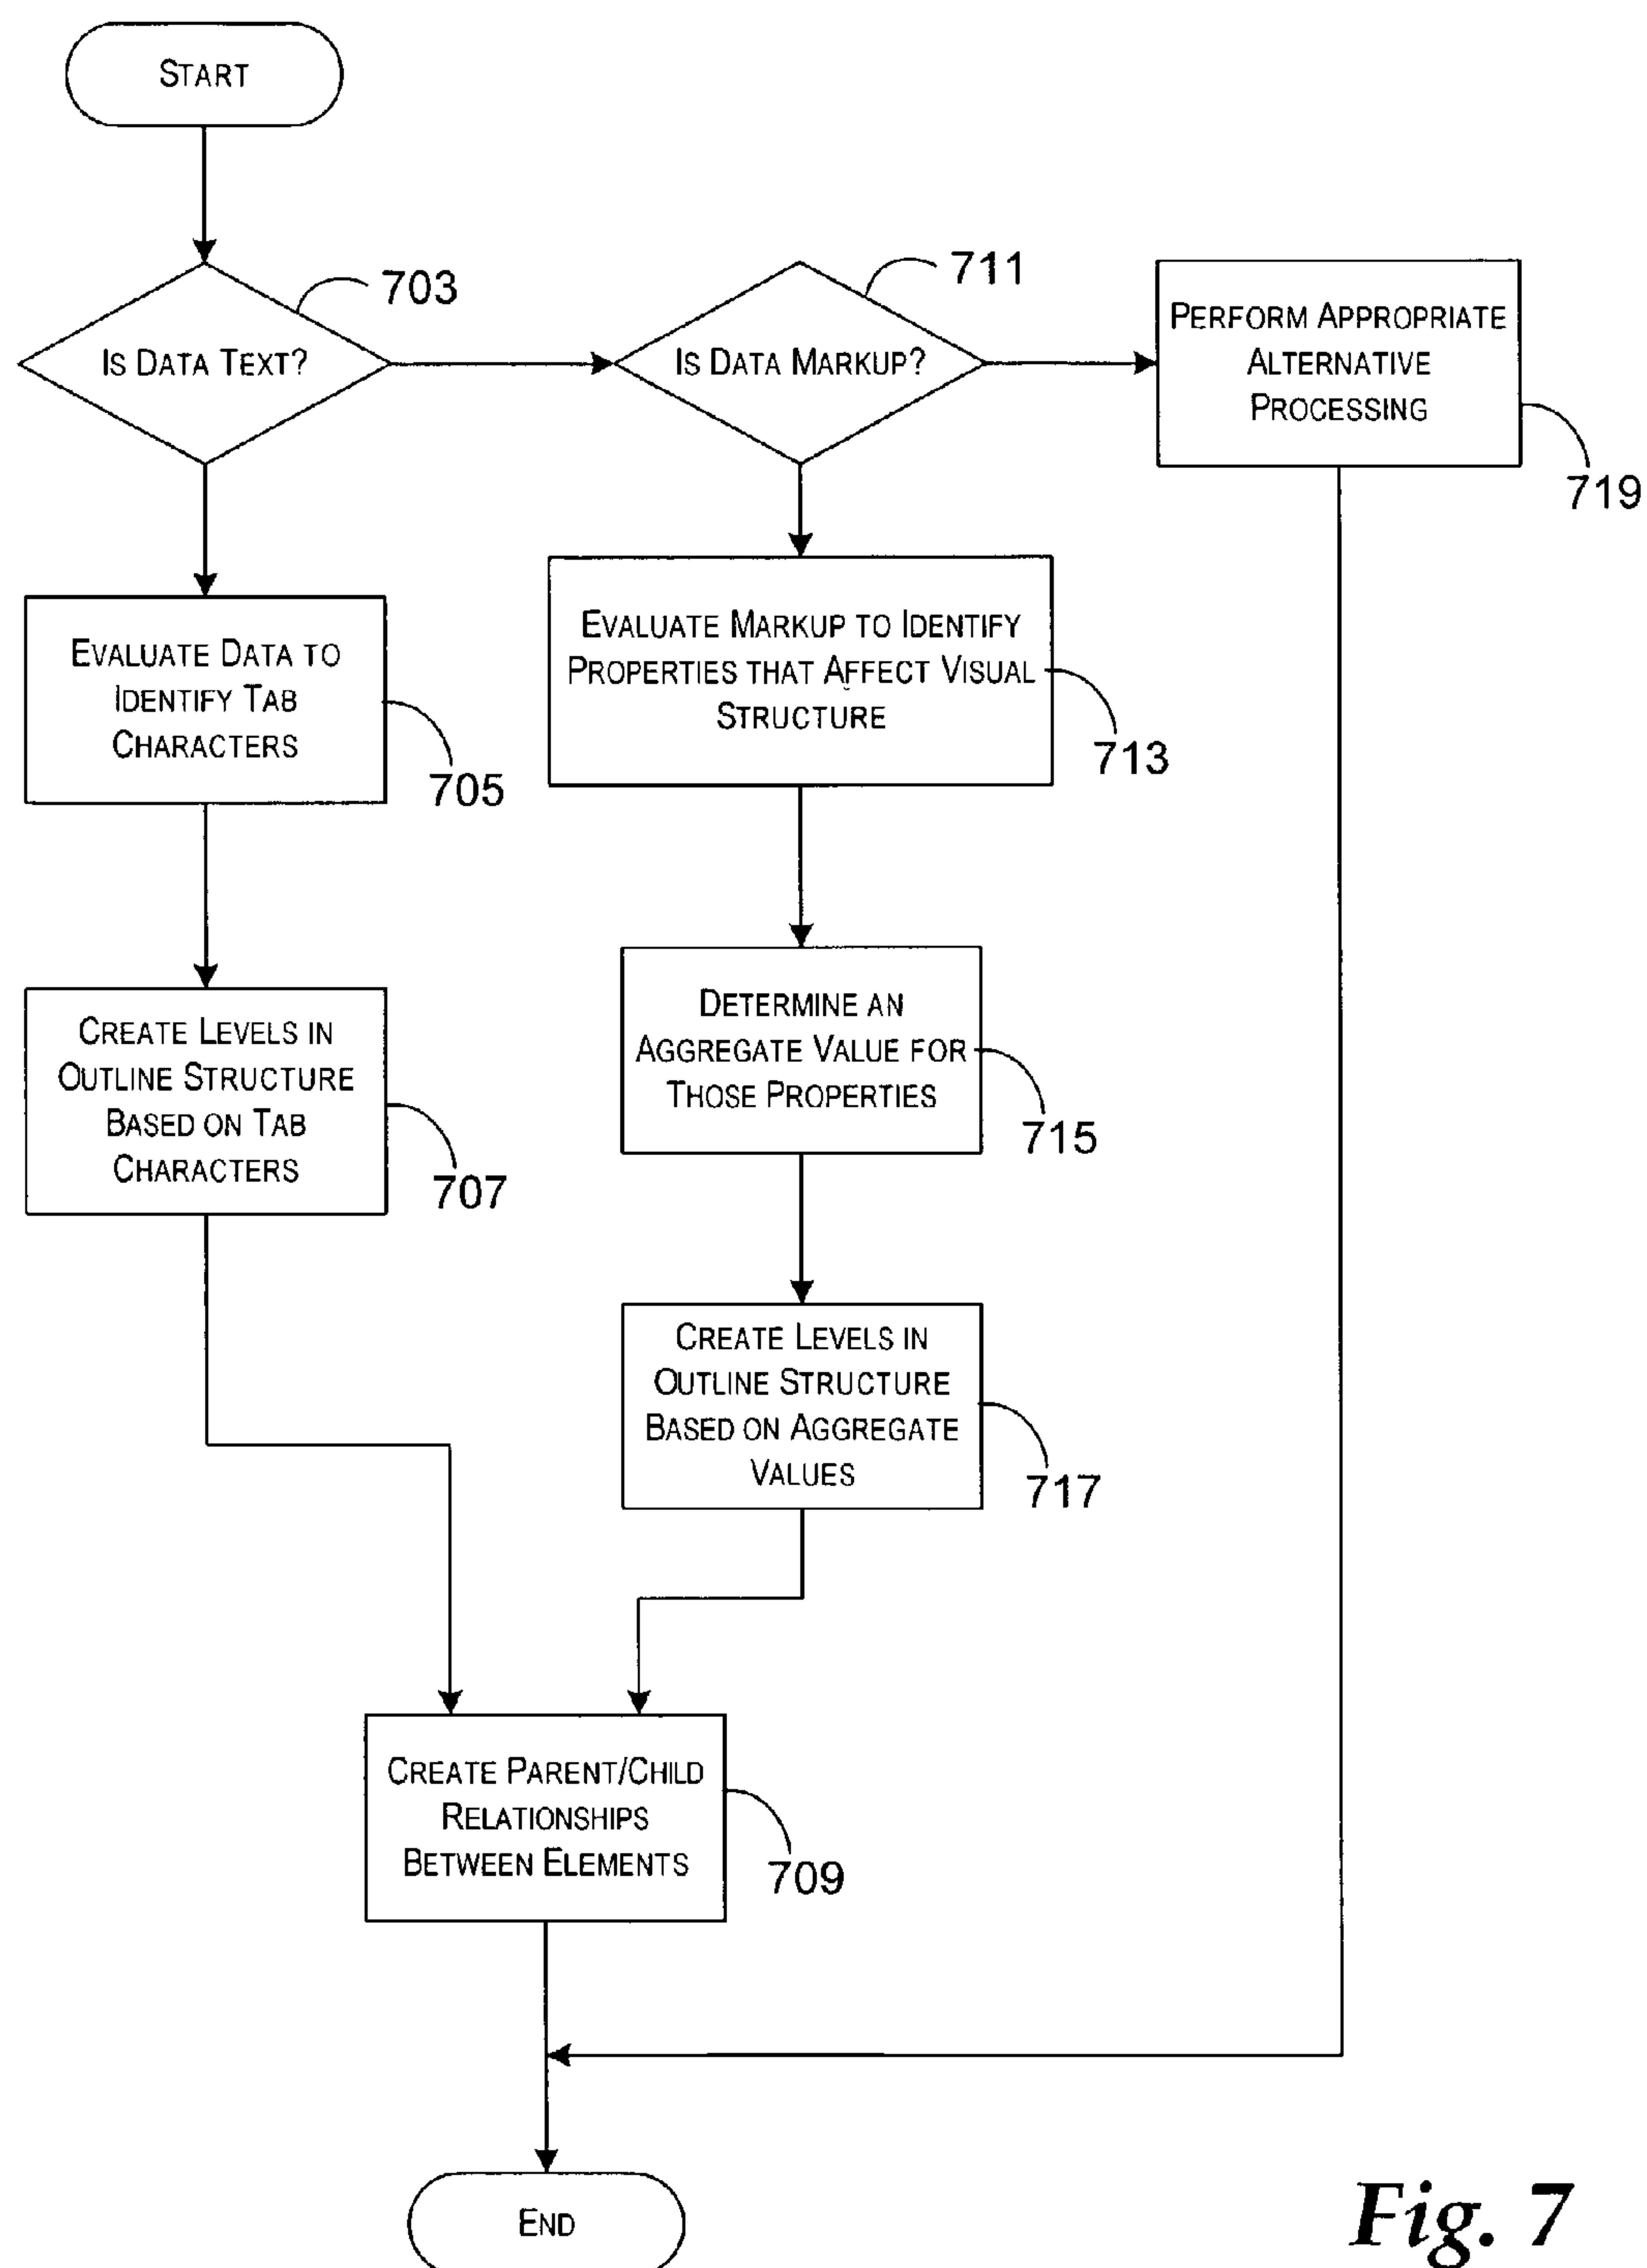 START
IS DATA TEXT?
703
IS DATA MARKUP?
711
PERFORM APPROPRIATE
ALTERNATIVE
PROCESSING
719
EVALUATE DATA TO
IDENTIFY TAB
CHARACTERS
705
EVALUATE MARKUP TO IDENTIFY
PROPERTIES THAT AFFECT VISUAL
STRUCTURE
713
CREATE LEVELS IN
OUTLINE STRUCTURE
BASED ON TAB
CHARACTERS
707
DETERMINE AN
AGGREGATE VALUE FOR
THOSE PROPERTIES
715
CREATE LEVELS IN
OUTLINE STRUCTURE
BASED ON AGGREGATE
VALUES
717
CREATE PARENT/CHILD
RELATIONSHIPS
BETWEEN ELEMENTS
709
END
Fig. 7